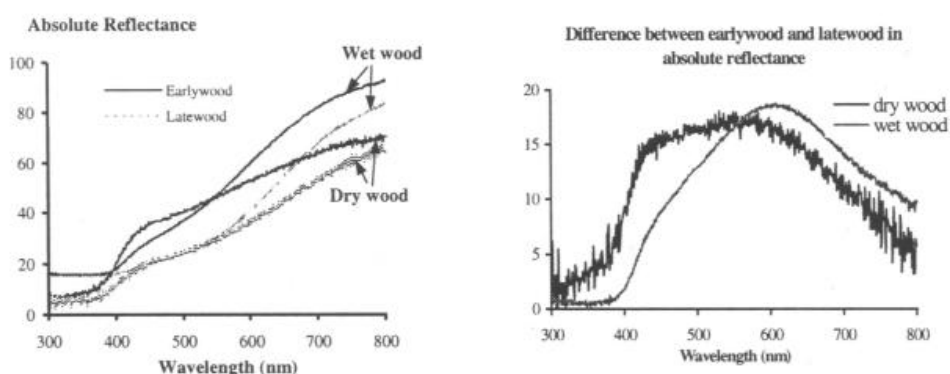 Absolute Reflectance
100
80
60
40
20
0
Earlywood
Latewood
Wet wood
Dry wood
300 400 500 600 700 800
Wavelength (nm)
Difference between earlywood and latewood in
absolute reflectance
20
15
10
5
0
dry wood
wet wood
300 400 500 600 700 800
Wavelength (nm)